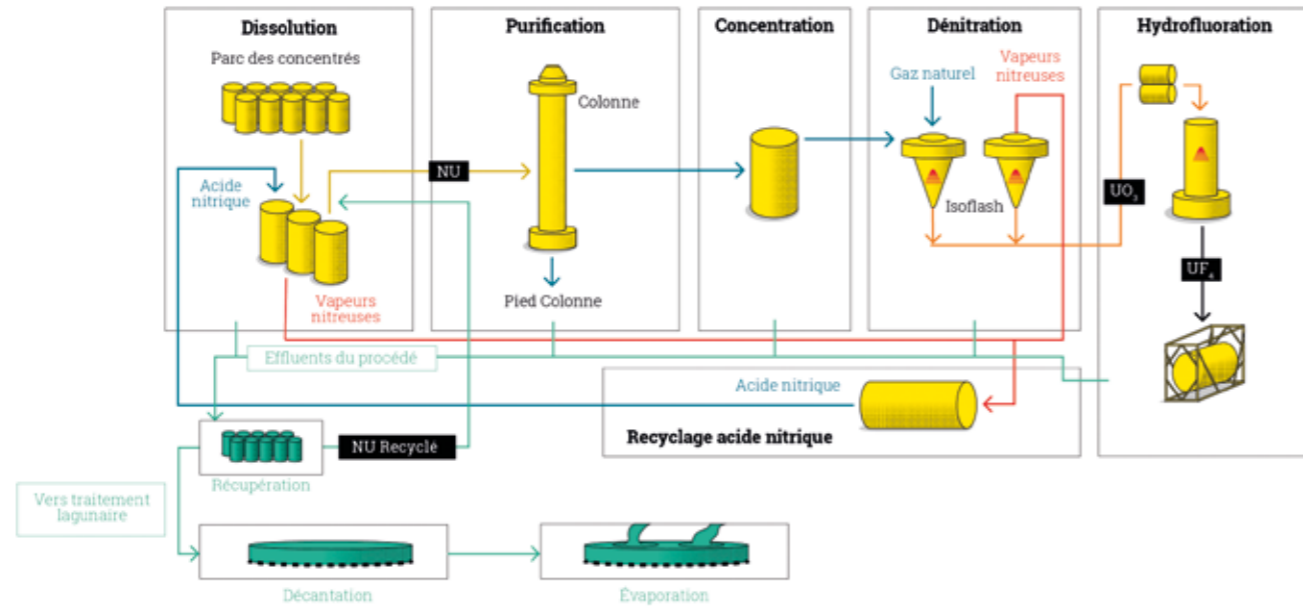 Dissolution
Parc des concentrés
Acide
nitrique
Vapeurs
nitreuses
Purification
Colonne
NU
Pied Colonne
Concentration
Dénitration
Gaz naturel
Vapeurs
nitreuses
Isoflash
Hydrofluoration
UO₃
UF₄
Effluents du procédé
Acide nitrique
Recyclage acide nitrique
NU Recyclé
Récupération
Vers traitement
lagunaire
Décantation
Évaporation